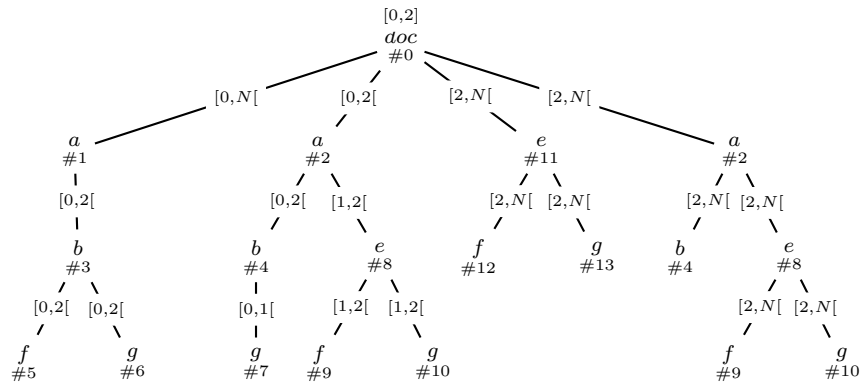 [0,2]
doc
#0
[0,N[ [0,2[ [2,N[ [2,N[
a a e a
#1 #2 #11 #2
[0,2[ [0,2[ [1,2[ [2,N[ [2,N[ [2,N[ [2,N[
b b e f g b e
#3 #4 #8 #12 #13 #4 #8
[0,2[ [0,2[ [0,1[ [1,2[ [1,2[ [2,N[ [2,N[
f g g f g f g
#5 #6 #7 #9 #10 #9 #10